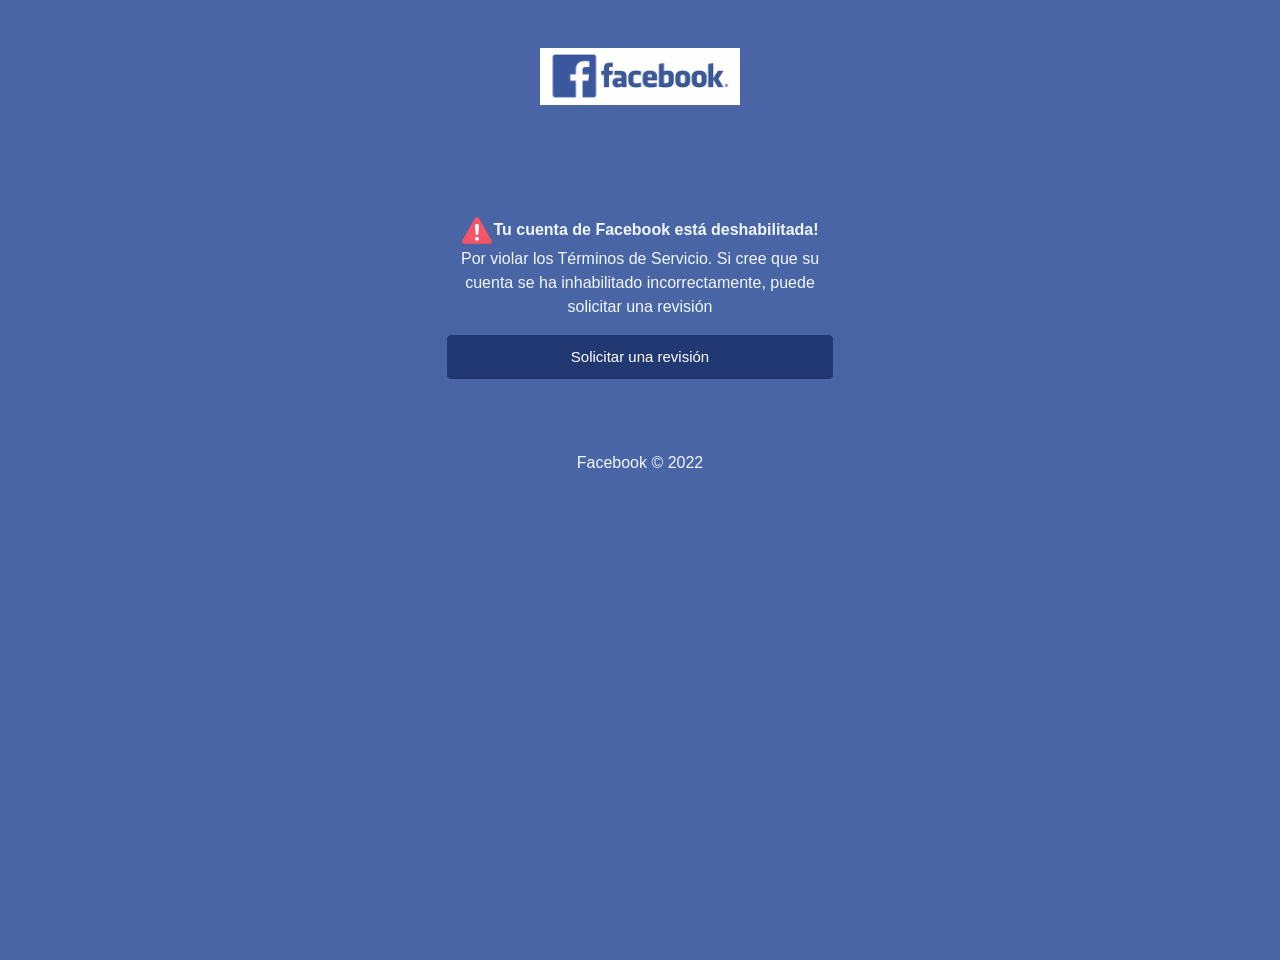 facebook
Tu cuenta de Facebook está deshabilitada!
Por violar los Términos de Servicio. Si cree que su
cuenta se ha inhabilitado incorrectamente, puede
solicitar una revisión
Solicitar una revisión
Facebook © 2022